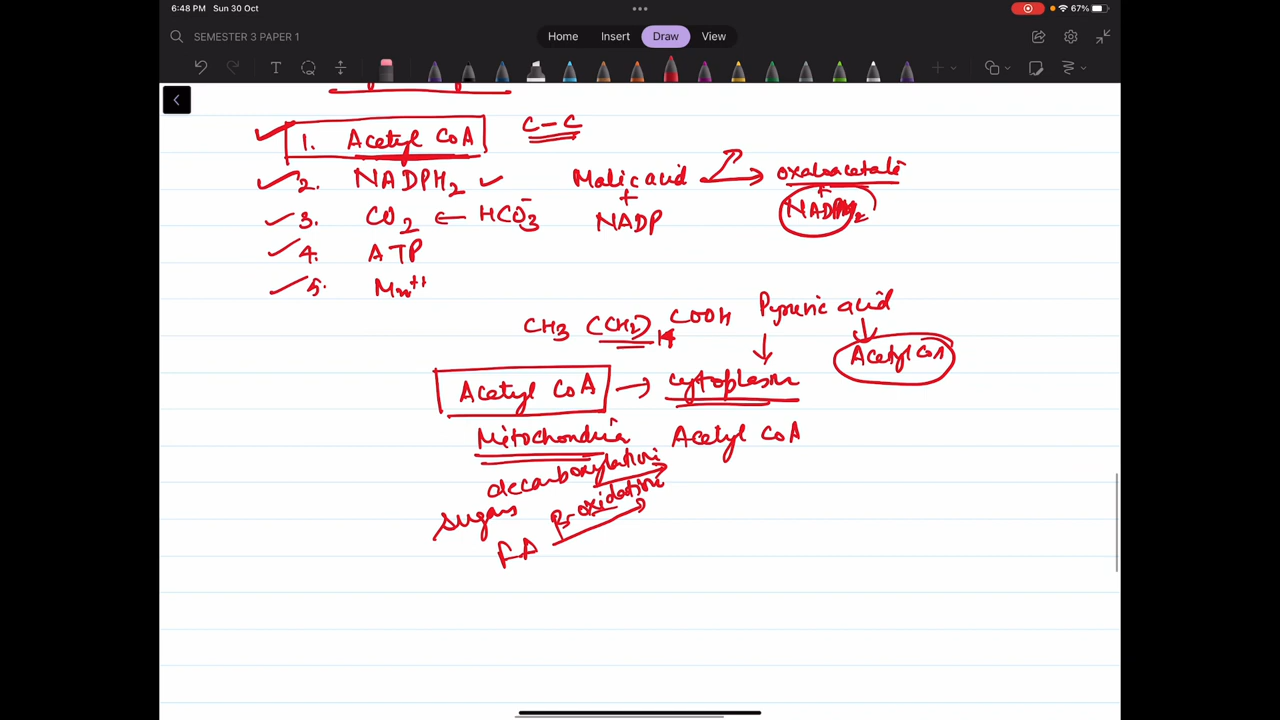 6:48 PM Sun 30 Oct
67%
SEMESTER 3 PAPER 1
Home Insert Draw View
1. Acetyl CoA C-C
2. NADPH2 Malic acid → oxaloacetate
+ +
3. CO2 ← HCO3- NADP NADPH2
4. ATP
5. Mn++
CH3 (CH2)14 COOH Pyruvic acid
Acetyl CoA
Acetyl CoA → cytoplasm
Mitochondria Acetyl CoA
decarboxylation
sugars β-oxidation
FA